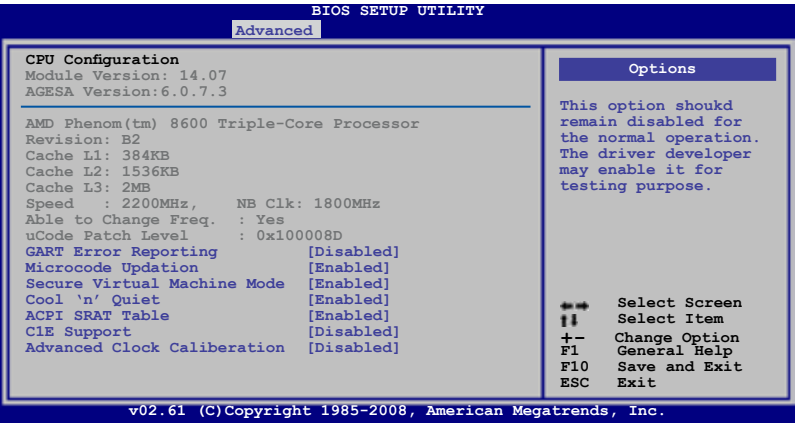 BIOS SETUP UTILITY
Advanced
CPU Configuration
Module Version: 14.07
AGESA Version:6.0.7.3
AMD Phenom(tm) 8600 Triple-Core Processor
Revision: B2
Cache L1: 384KB
Cache L2: 1536KB
Cache L3: 2MB
Speed : 2200MHz, NB Clk: 1800MHz
Able to Change Freq. : Yes
uCode Patch Level : 0x100008D
GART Error Reporting [Disabled]
Microcode Updation [Enabled]
Secure Virtual Machine Mode [Enabled]
Cool ‘n’ Quiet [Enabled]
ACPI SRAT Table [Enabled]
C1E Support [Disabled]
Advanced Clock Caliberation [Disabled]
Options
This option shoukd
remain disabled for
the normal operation.
The driver developer
may enable it for
testing purpose.
←→ Select Screen
↑↓ Select Item
+- Change Option
F1 General Help
F10 Save and Exit
ESC Exit
v02.61 (C)Copyright 1985-2008, American Megatrends, Inc.